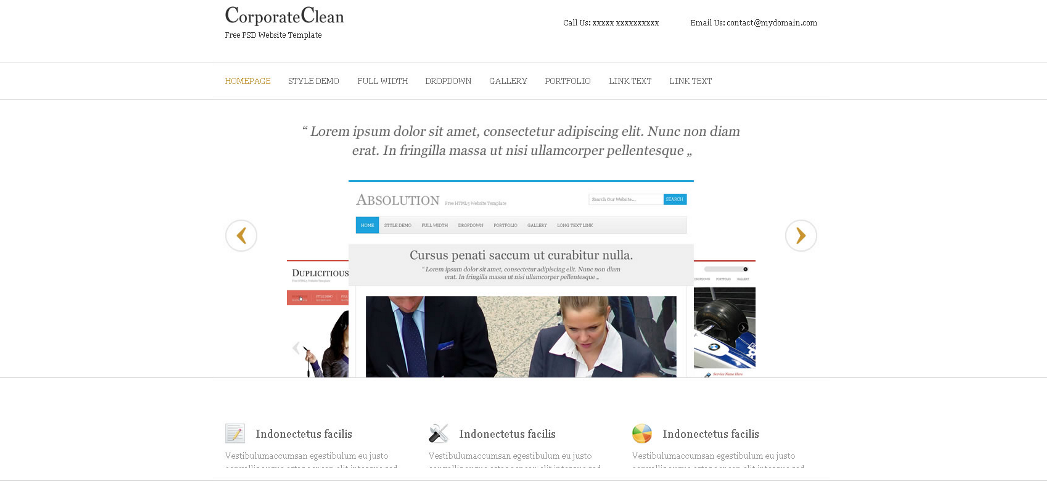 CorporateClean
Free PSD Website Template
Call Us: xxxxx xxxxxxxxxx
Email Us: contact@mydomain.com
HOMEPAGE STYLE DEMO FULL WIDTH DROPDOWN GALLERY PORTFOLIO LINK TEXT LINK TEXT
“ Lorem ipsum dolor sit amet, consectetur adipiscing elit. Nunc non diam
erat. In fringilla massa ut nisi ullamcorper pellentesque „
ABSOLUTION Free HTML5 Website Template
Search Our Website... SEARCH
HOME STYLE DEMO FULL WIDTH DROPDOWN PORTFOLIO GALLERY LONG TEXT LINK
Cursus penati saccum ut curabitur nulla.
“ Lorem ipsum dolor sit amet, consectetur adipiscing elit. Nunc non diam
erat. In fringilla massa ut nisi ullamcorper pellentesque „
DUPLICITIOUS
PORTFOLIO GALLERY
Indonectetus facilis
Vestibulumaccumsan egestibulum eu justo
Indonectetus facilis
Vestibulumaccumsan egestibulum eu justo
Indonectetus facilis
Vestibulumaccumsan egestibulum eu justo